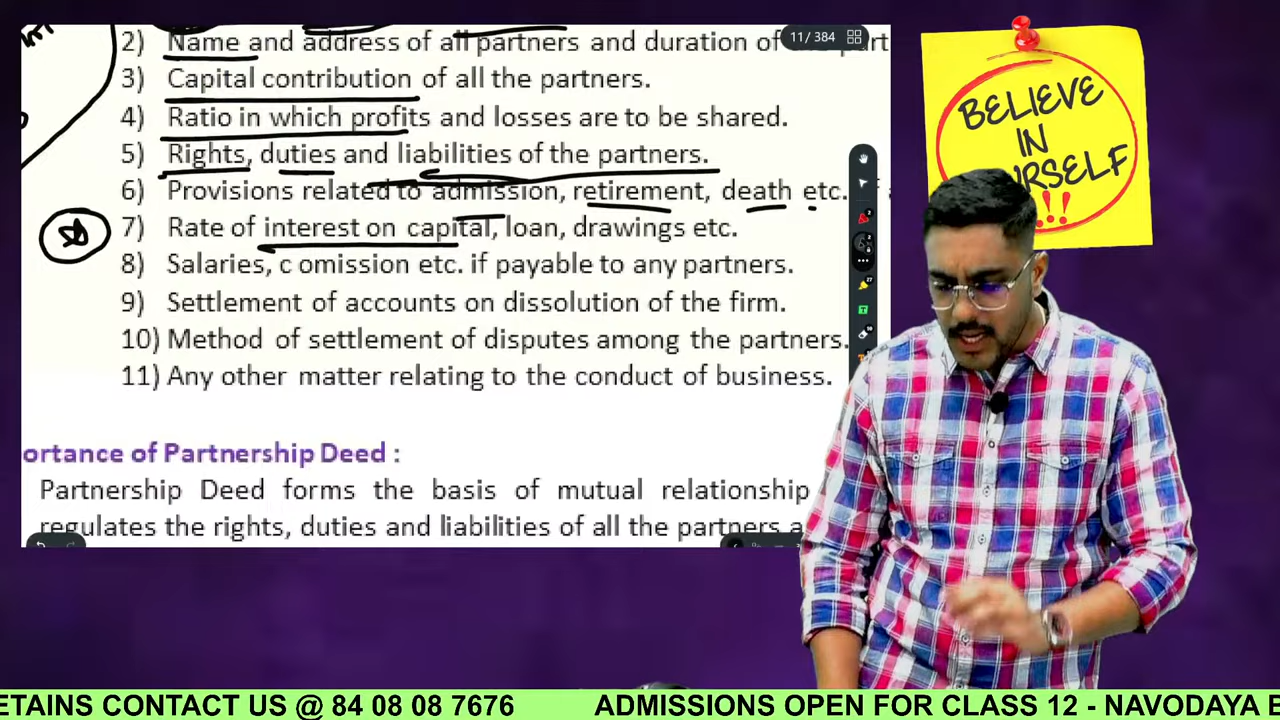 2) Name and address of all partners and duration of
11 / 384
3) Capital contribution of all the partners.
4) Ratio in which profits and losses are to be shared.
5) Rights, duties and liabilities of the partners.
6) Provisions related to admission, retirement, death etc.
7) Rate of interest on capital, loan, drawings etc.
8) Salaries, c omission etc. if payable to any partners.
9) Settlement of accounts on dissolution of the firm.
10) Method of settlement of disputes among the partners.
11) Any other matter relating to the conduct of business.
ortance of Partnership Deed :
Partnership Deed forms the basis of mutual relationship
regulates the rights, duties and liabilities of all the partners a
BELIEVE
IN
URSELF
!!
ETAINS CONTACT US @ 84 08 08 7676 ADMISSIONS OPEN FOR CLASS 12 - NAVODAYA E